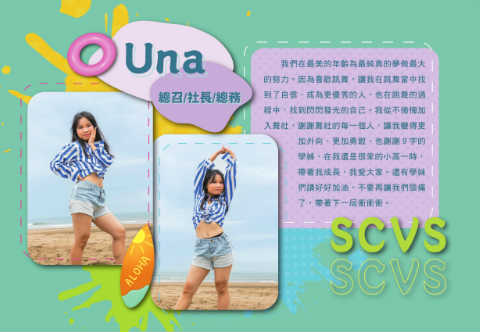 Una
總召/社長/總務
我們在最美的年齡為最純真的夢做最大
的努力。因為喜歡跳舞，讓我在跳舞當中找
到了自信，成為更優秀的人，也在跳舞的過
程中，找到閃閃發光的自己。我從不後悔加
入舞社，謝謝舞社的每一個人，讓我變得更
加外向，更加勇敢，也謝謝9字的
學姊，在我還是很笨的小高一時，
帶著我成長，我愛大家。還有學妹
們請好好加油，不要再讓我們頭痛
了，帶著下一屆衝衝衝。
ALOHA
SCVS
SCVS